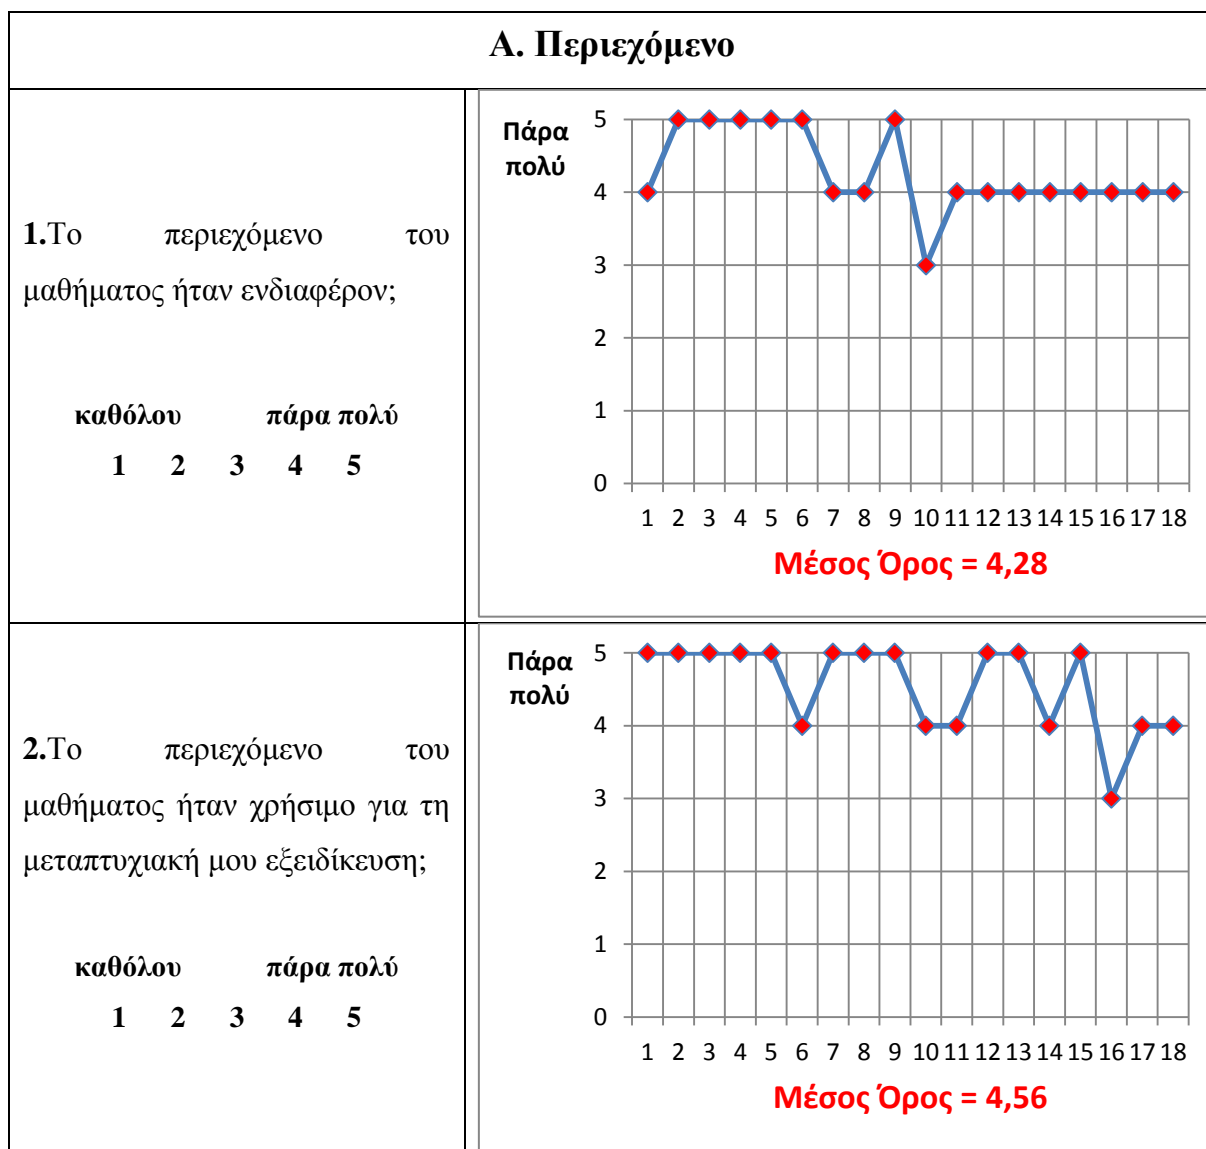 Α. Περιεχόμενο
1.Το περιεχόμενο του
μαθήματος ήταν ενδιαφέρον;
καθόλου πάρα πολύ
1 2 3 4 5
Πάρα
πολύ
5
4
3
2
1
0
1 2 3 4 5 6 7 8 9 10 11 12 13 14 15 16 17 18
Μέσος Όρος = 4,28
2.Το περιεχόμενο του
μαθήματος ήταν χρήσιμο για τη
μεταπτυχιακή μου εξειδίκευση;
καθόλου πάρα πολύ
1 2 3 4 5
Πάρα
πολύ
5
4
3
2
1
0
1 2 3 4 5 6 7 8 9 10 11 12 13 14 15 16 17 18
Μέσος Όρος = 4,56